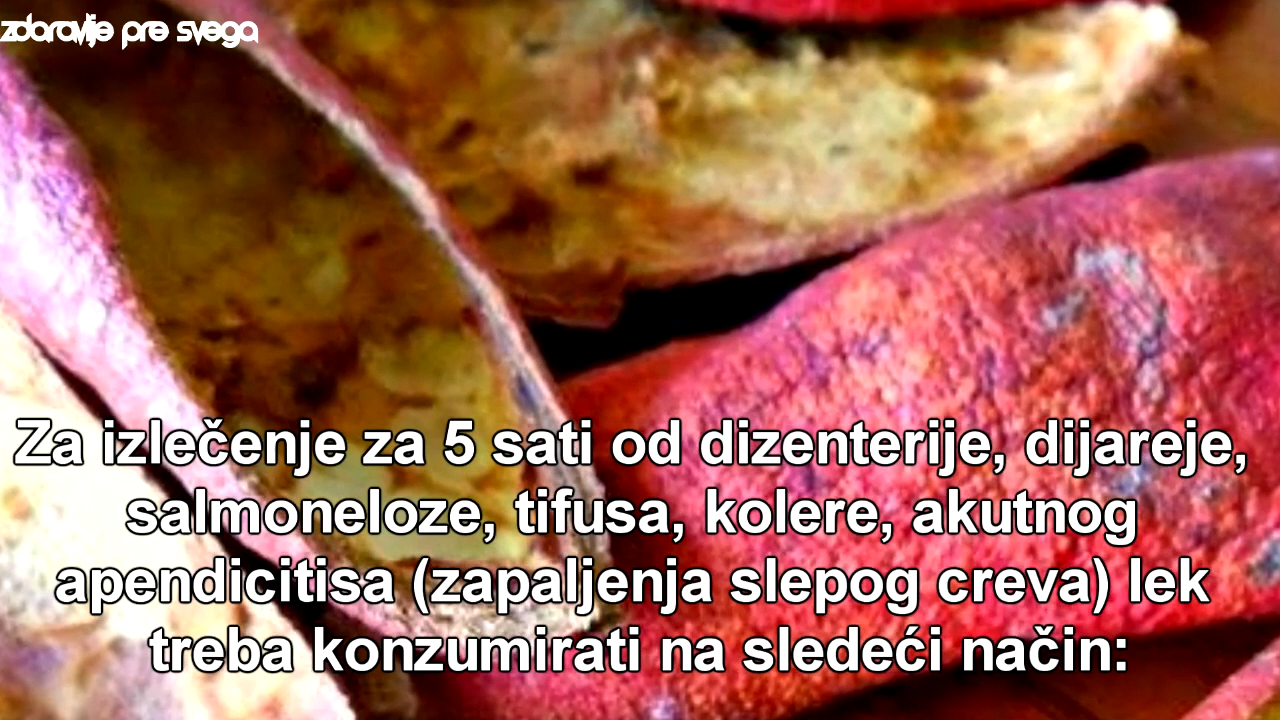 zdoravlje pre svega
Za izlečenje za 5 sati od dizenterije, dijareje,
salmoneloze, tifusa, kolere, akutnog
apendicitisa (zapaljenja slepog creva) lek
treba konzumirati na sledeći način: